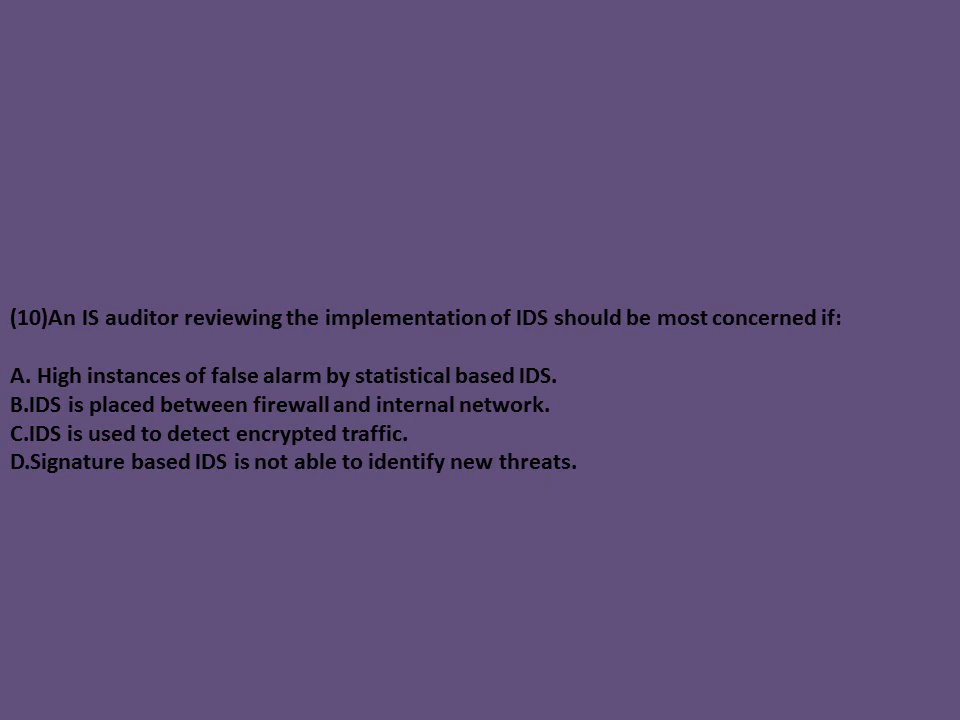 (10)An IS auditor reviewing the implementation of IDS should be most concerned if:
A. High instances of false alarm by statistical based IDS.
B.IDS is placed between firewall and internal network.
C.IDS is used to detect encrypted traffic.
D.Signature based IDS is not able to identify new threats.